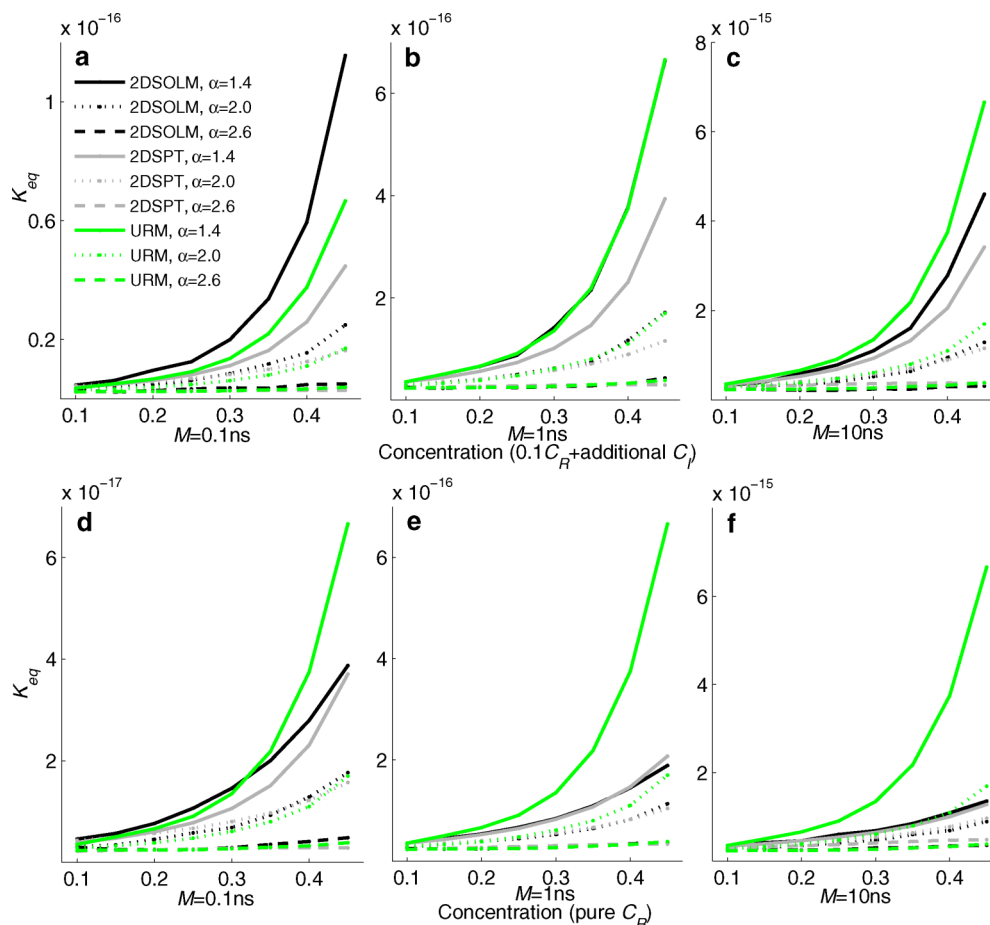 x 10^-16
x 10^-16
x 10^-15
a
b
c
K_eq
1
0.6
0.2
2DSOLM, α=1.4
2DSOLM, α=2.0
2DSOLM, α=2.6
2DSPT, α=1.4
2DSPT, α=2.0
2DSPT, α=2.6
URM, α=1.4
URM, α=2.0
URM, α=2.6
6
4
2
8
6
4
2
0.1 0.2 0.3 0.4
0.1 0.2 0.3 0.4
0.1 0.2 0.3 0.4
M=0.1ns
M=1ns
M=10ns
Concentration (0.1C_R+additional C_I)
x 10^-17
x 10^-16
x 10^-15
d
e
f
K_eq
6
4
2
6
4
2
8
6
4
2
0.1 0.2 0.3 0.4
0.1 0.2 0.3 0.4
0.1 0.2 0.3 0.4
M=0.1ns
M=1ns
M=10ns
Concentration (pure C_R)